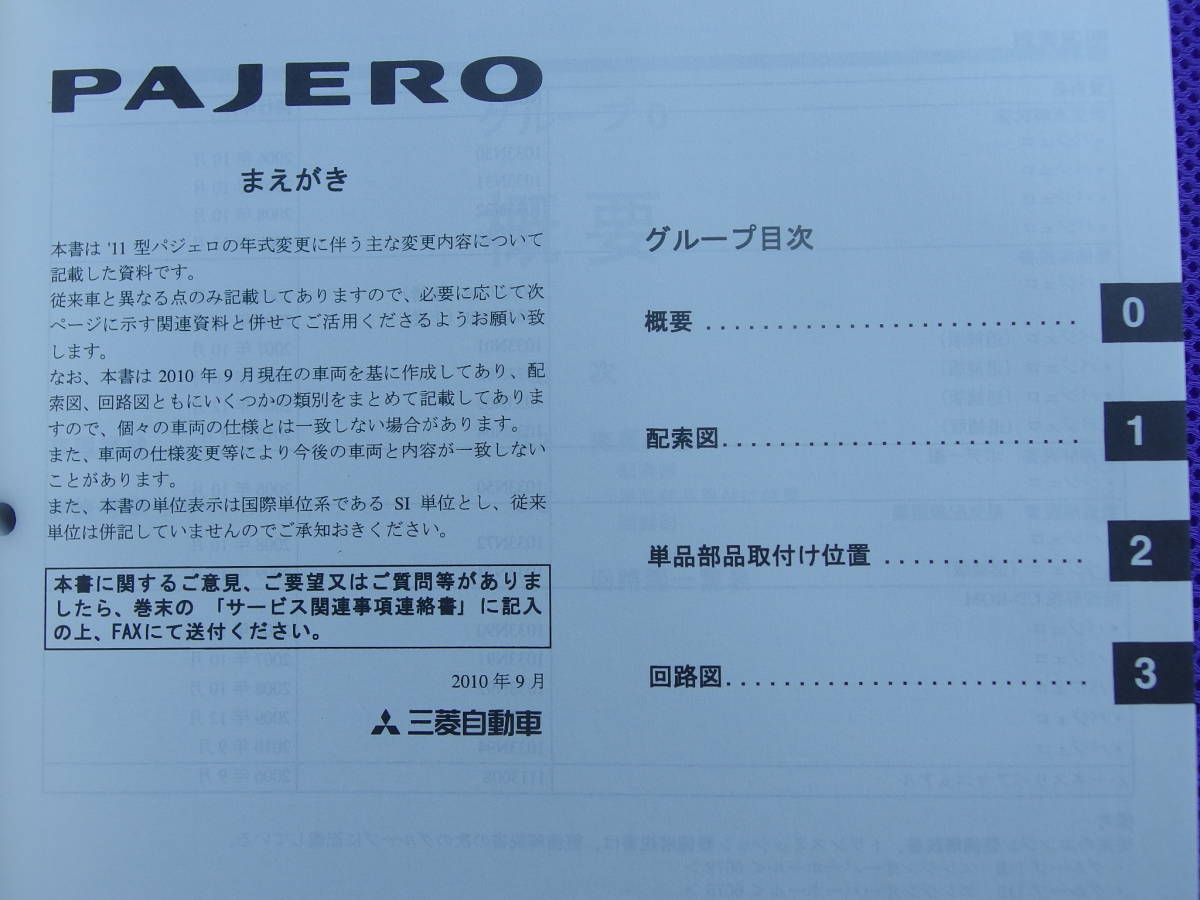 PAJERO
まえがき
本書は '11 型パジェロの年式変更に伴う主な変更内容について
記載した資料です。
従来車と異なる点のみ記載してありますので、必要に応じて次
ページに示す関連資料と併せてご活用くださるようお願い致
します。
なお、本書は 2010 年 9 月現在の車両を基に作成してあり、配
索図、回路図ともにいくつかの類別をまとめて記載してありま
すので、個々の車両の仕様とは一致しない場合があります。
また、車両の仕様変更等により今後の車両と内容が一致しない
ことがあります。
また、本書の単位表示は国際単位系である SI 単位とし、従来
単位は併記していませんのでご承知おきください。
本書に関するご意見、ご要望又はご質問等がありま
したら、巻末の 「サービス関連事項連絡書」に記入
の上、FAXにて送付ください。
2010 年 9 月
三菱自動車
グループ目次
概要 .......................... 0
配索図.......................... 1
単品部品取付け位置 .............. 2
回路図.......................... 3